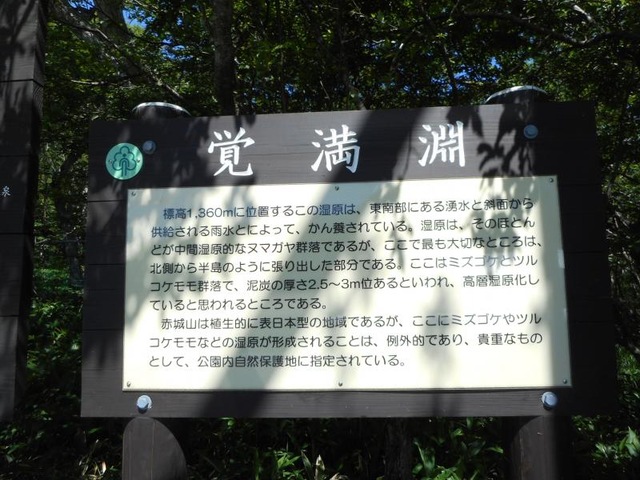 覚満淵
標高1,360mに位置するこの湿原は、東南部にある湧水と斜面から
供給される雨水とによって、かん養されている。湿原は、そのほとん
どが中間湿原的なヌマガヤ群落であるが、ここで最も大切なところは、
北側から半島のように張り出した部分である。ここはミズゴケとツル
コケモモ群落で、泥炭の厚さ2.5〜3m位あるといわれ、高層湿原化し
ていると思われるところである。
赤城山は植生的に表日本型の地域であるが、ここにミズゴケやツル
コケモモなどの湿原が形成されることは、例外的であり、貴重なもの
として、公園内自然保護地に指定されている。
泉